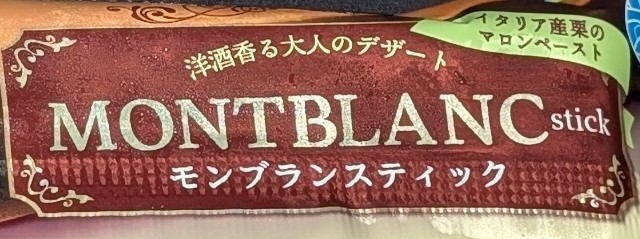 洋酒香る大人のデザート
イタリア産栗の
マロンペースト
MONTBLANC stick
モンブランスティック